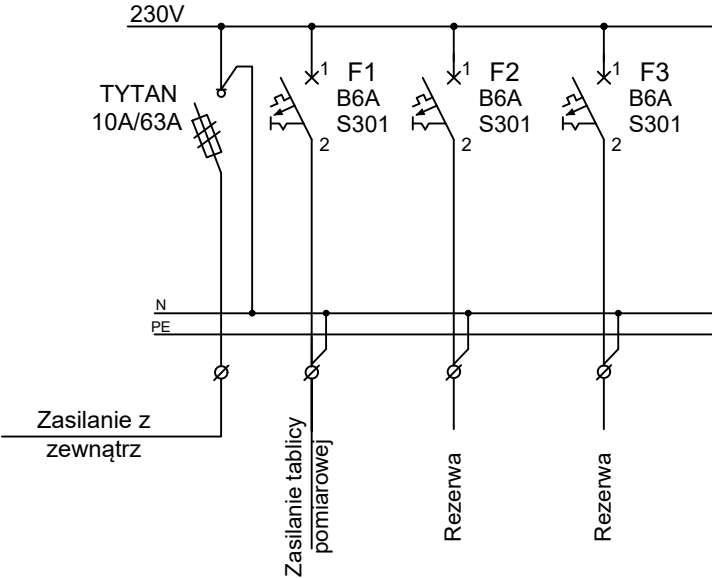 230V
TYTAN
10A/63A
1
F1
B6A
S301
2
1
F2
B6A
S301
2
1
F3
B6A
S301
2
N
PE
Zasilanie z
zewnątrz
Zasilanie tablicy
pomiarowej
Rezerwa
Rezerwa